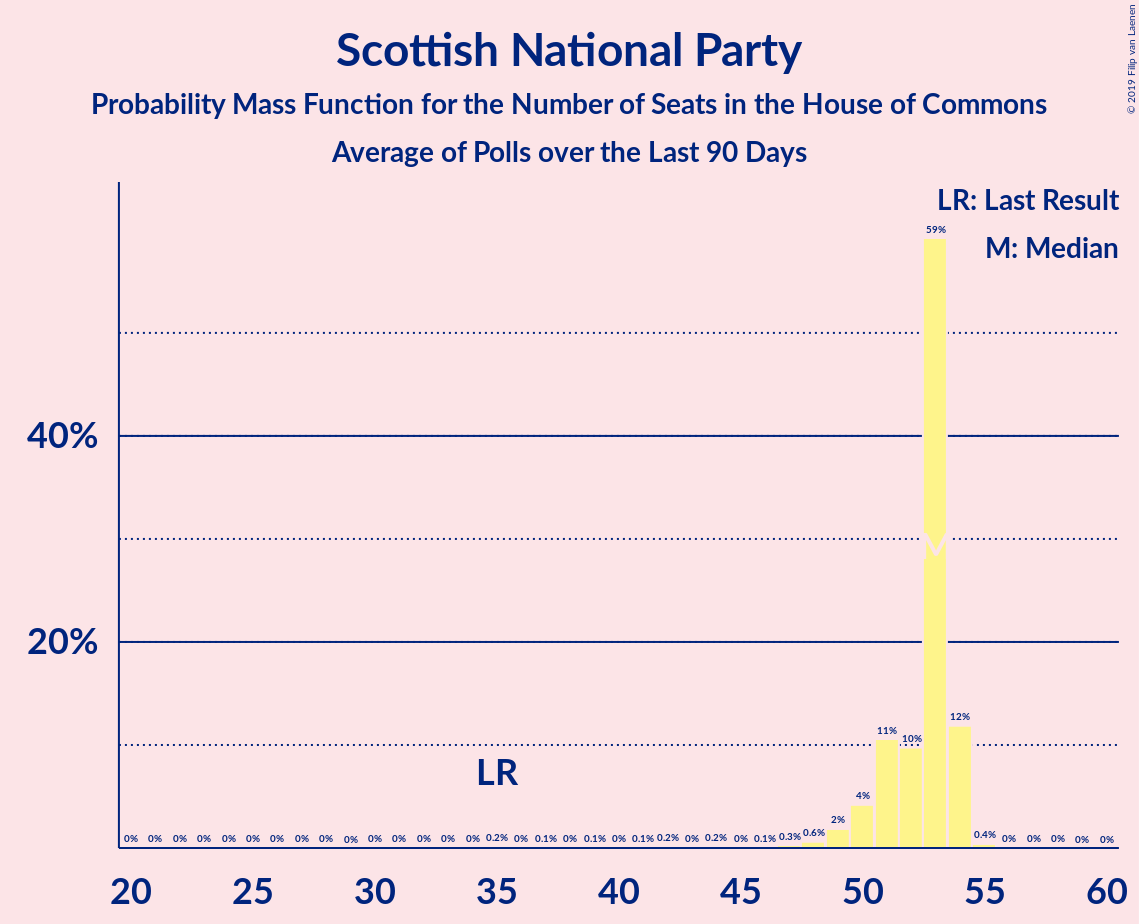 Scottish National Party
Probability Mass Function for the Number of Seats in the House of Commons
Average of Polls over the Last 90 Days
© 2019 Filip van Laenen
LR: Last Result
M: Median
59%
40%
20%
M
LR
0% 0% 0% 0% 0% 0% 0% 0% 0% 0% 0% 0% 0% 0% 0% 0.2% 0% 0.1% 0% 0.1% 0% 0.1% 0.2% 0% 0.2% 0% 0.1% 0.3% 0.6% 2% 4% 11% 10% 12% 0.4% 0% 0% 0% 0% 0%
20 25 30 35 40 45 50 55 60